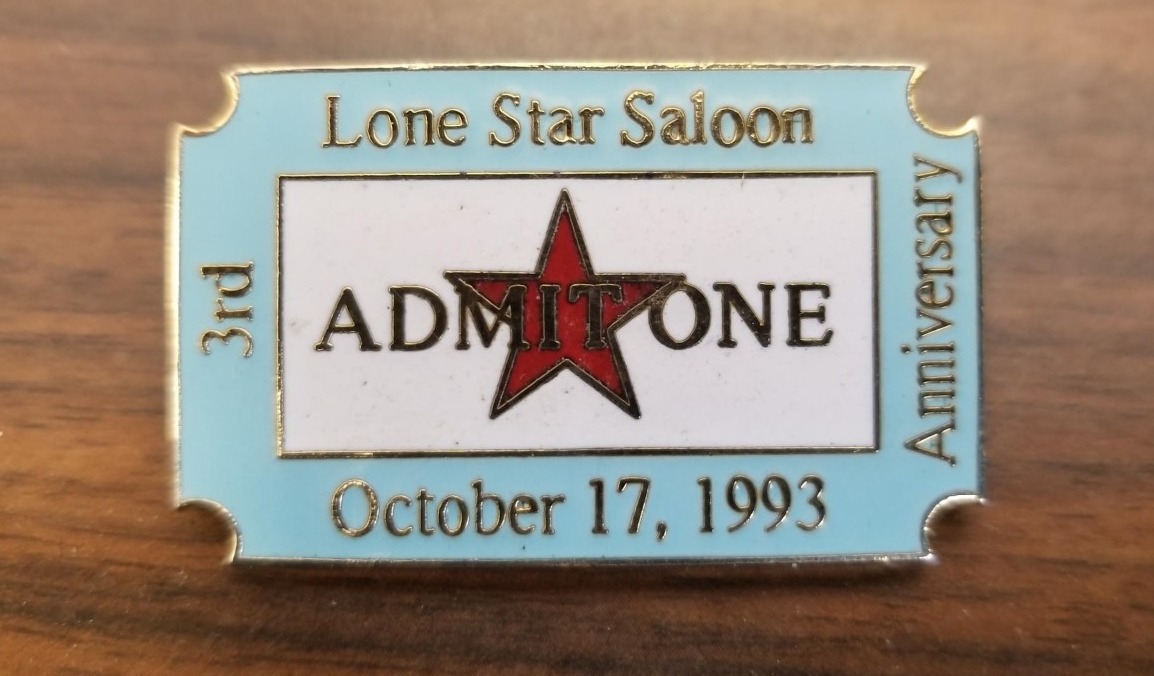 Lone Star Saloon
3rd
ADMIT ONE
Anniversary
October 17, 1993